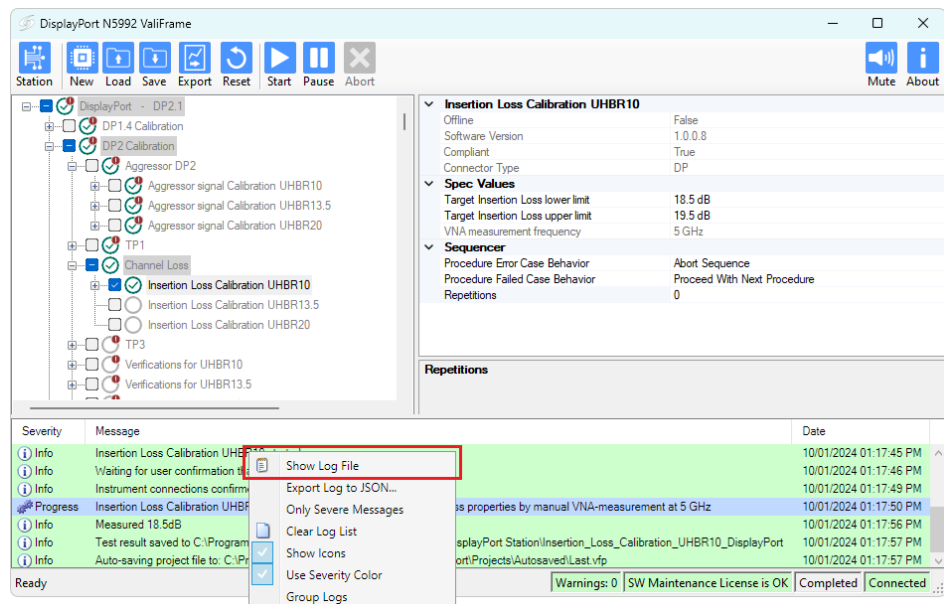 DisplayPort N5992 ValiFrame
Station New Load Save Export Reset Start Pause Abort Mute About
DisplayPort - DP2.1
DP1.4 Calibration
DP2 Calibration
Aggressor DP2
Aggressor signal Calibration UHBR10
Aggressor signal Calibration UHBR13.5
Aggressor signal Calibration UHBR20
TP1
Channel Loss
Insertion Loss Calibration UHBR10
Insertion Loss Calibration UHBR13.5
Insertion Loss Calibration UHBR20
TP3
Verifications for UHBR10
Verifications for UHBR13.5
Insertion Loss Calibration UHBR10
Offline False
Software Version 1.0.0.8
Compliant True
Connector Type DP
Spec Values
Target Insertion Loss lower limit 18.5 dB
Target Insertion Loss upper limit 19.5 dB
VNA measurement frequency 5 GHz
Sequencer
Procedure Error Case Behavior Abort Sequence
Procedure Failed Case Behavior Proceed With Next Procedure
Repetitions 0
Repetitions
Severity Message Date
Info Insertion Loss Calibration 10/01/2024 01:17:45 PM
Info Waiting for user confirmation 10/01/2024 01:17:46 PM
Info Instrument connections 10/01/2024 01:17:49 PM
Progress Insertion Loss Calibration ss properties by manual VNA-measurement at 5 GHz 10/01/2024 01:17:50 PM
Info Measured 18.5dB 10/01/2024 01:17:56 PM
Info Test result saved to C:\Program splayPort Station\Insertion_Loss_Calibration_UHBR10_DisplayPort 10/01/2024 01:17:57 PM
Info Auto-saving project file to: C:\Pr ort\Projects\Autosaved\Last.vfp 10/01/2024 01:17:57 PM
Show Log File
Export Log to JSON...
Only Severe Messages
Clear Log List
Show Icons
Use Severity Color
Group Logs
Ready Warnings: 0 SW Maintenance License is OK Completed Connected